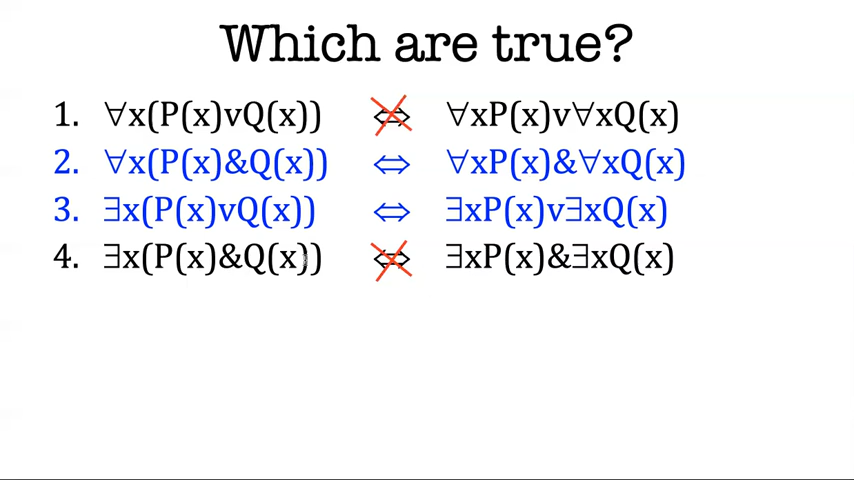 Which are true?
1. ∀x(P(x)vQ(x)) ⇔ ∀xP(x)v∀xQ(x)
2. ∀x(P(x)&Q(x)) ⇔ ∀xP(x)&∀xQ(x)
3. ∃x(P(x)vQ(x)) ⇔ ∃xP(x)v∃xQ(x)
4. ∃x(P(x)&Q(x)) ⇔ ∃xP(x)&∃xQ(x)